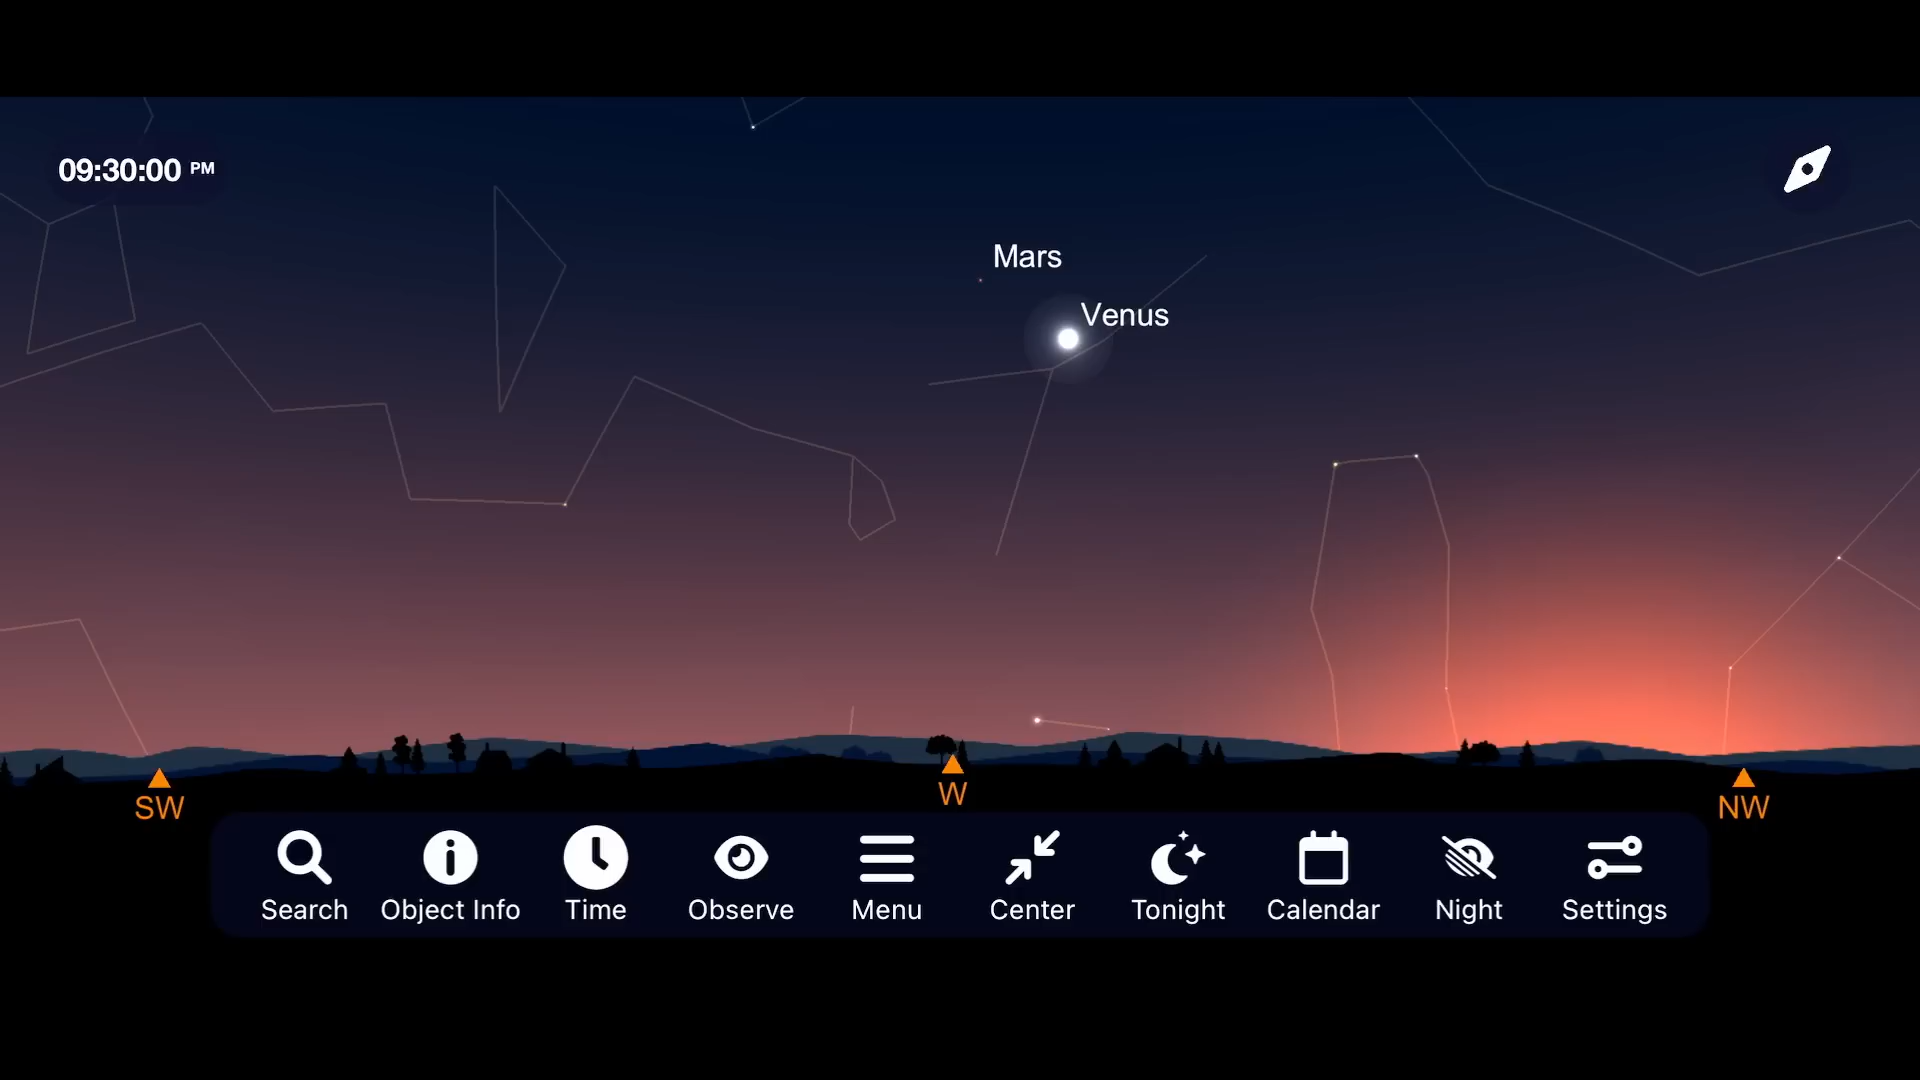 09:30:00 PM
Mars
Venus
SW
W
NW
Search
Object Info
Time
Observe
Menu
Center
Tonight
Calendar
Night
Settings